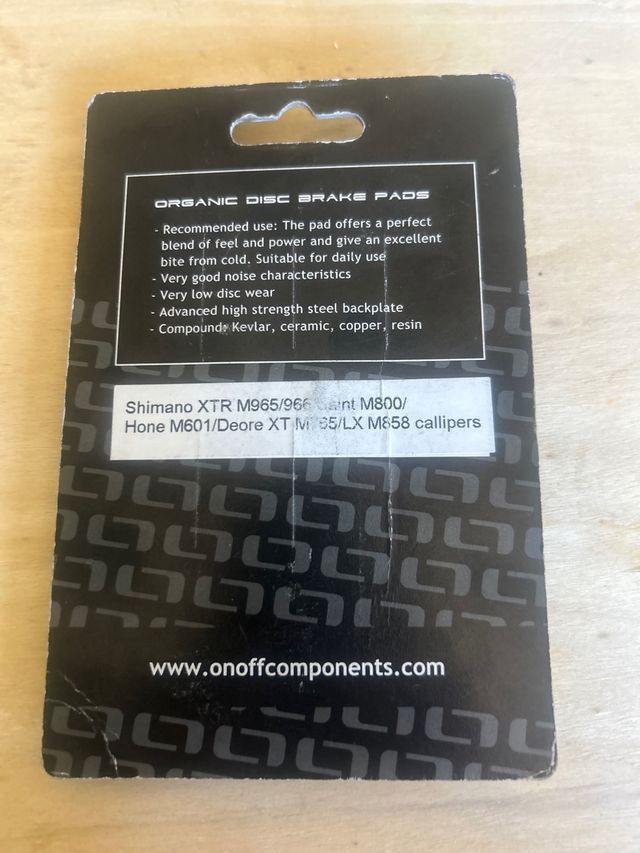 ORGANIC DISC BRAKE PADS
- Recommended use: The pad offers a perfect
blend of feel and power and give an excellent
bite from cold. Suitable for daily use
- Very good noise characteristics
- Very low disc wear
- Advanced high strength steel backplate
- Compound: Kevlar, ceramic, copper, resin
Shimano XTR M965/966 M800/
Hone M601/Deore XT M858 callipers
www.onoffcomponents.com